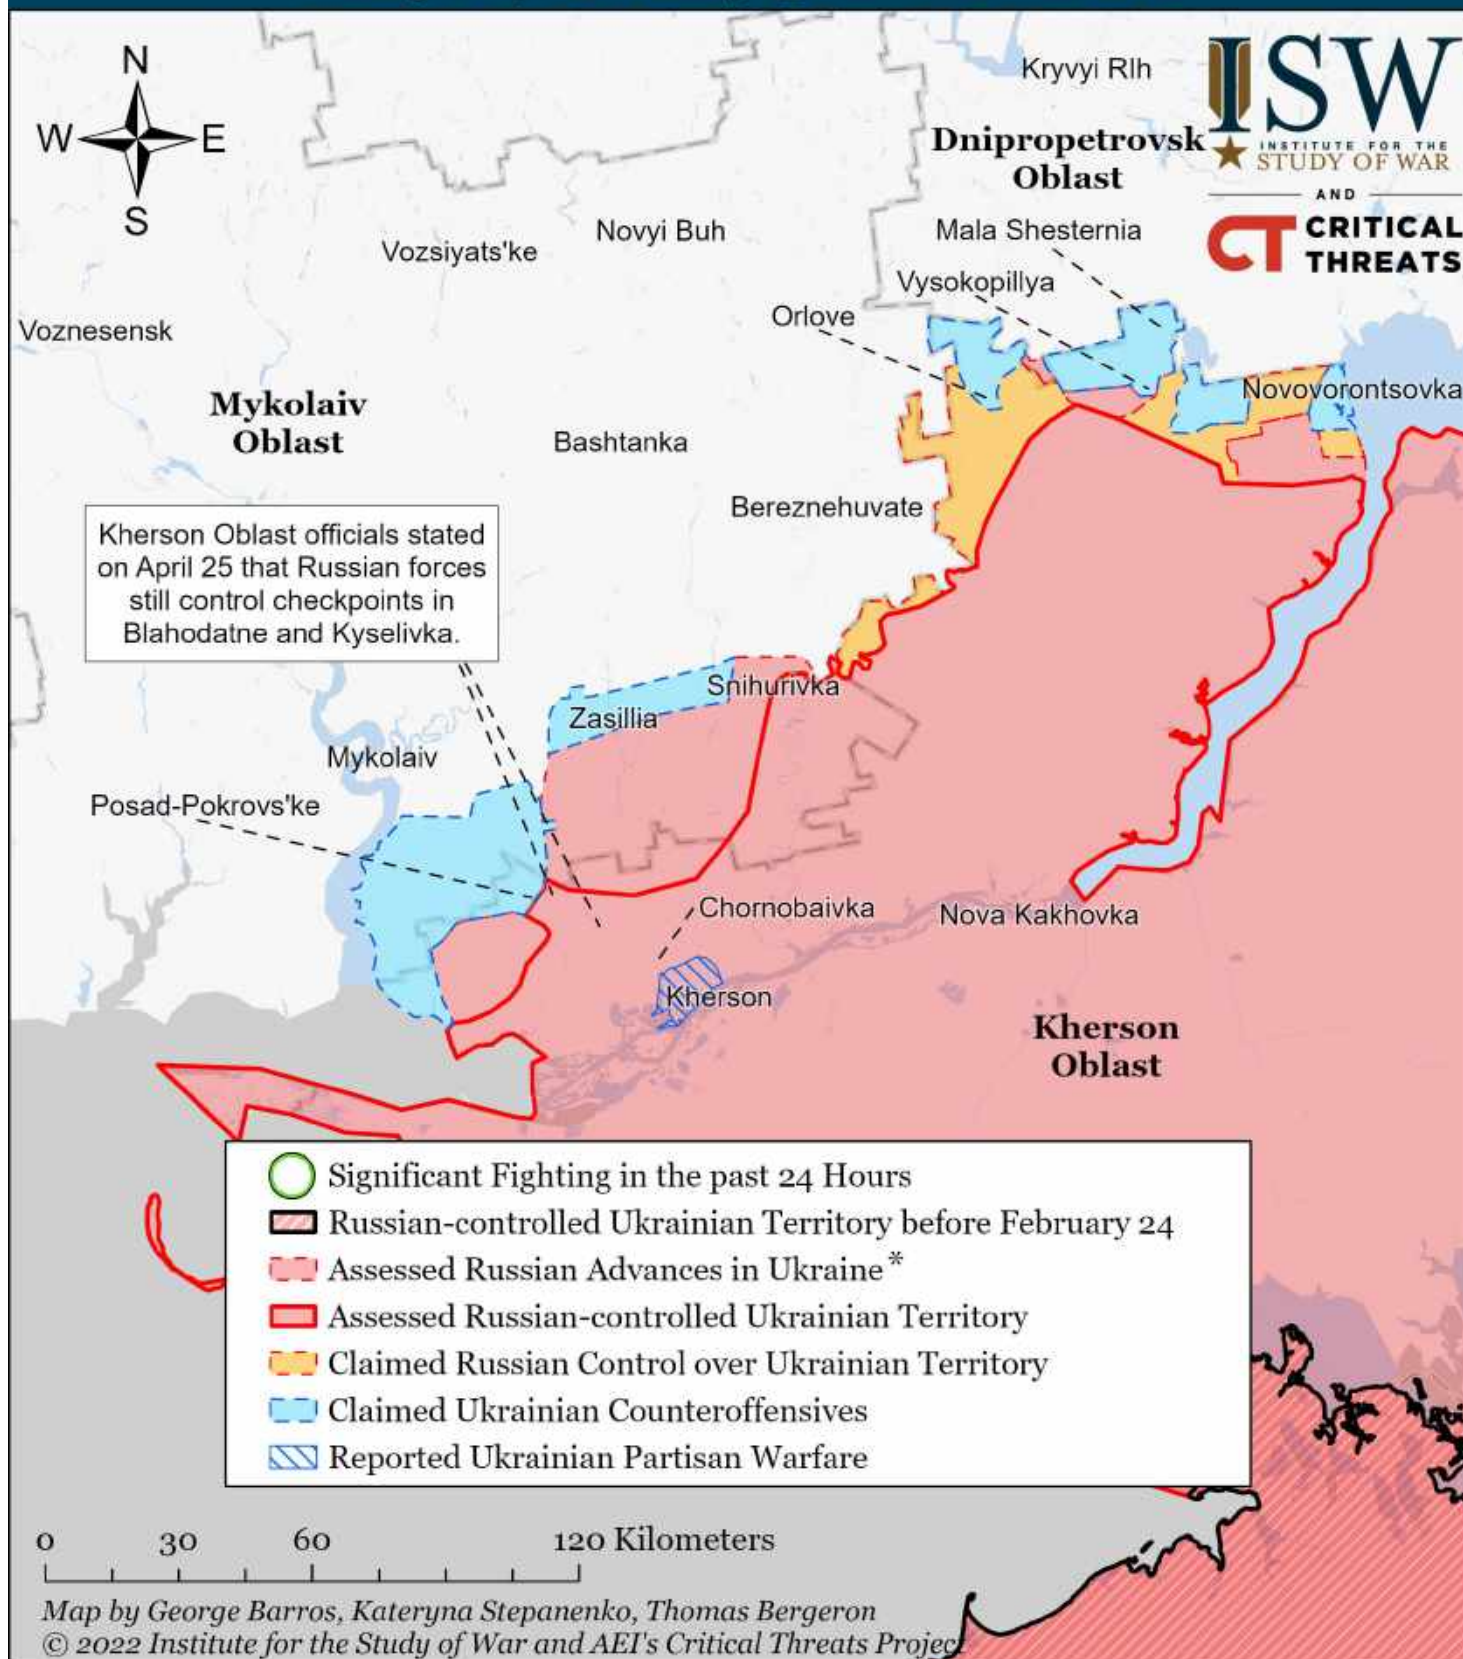 N
W E
S
Kryvyi RIh
ISW
INSTITUTE FOR THE
STUDY OF WAR
AND
CT CRITICAL
THREATS
Dnipropetrovsk
Oblast
Mala Shesternia
Novyi Buh
Vozsiyats'ke
Vysokopillya
Orlove
Voznesensk
Mykolaiv
Oblast
Novovorontsovka
Bashtanka
Bereznehuvate
Kherson Oblast officials stated
on April 25 that Russian forces
still control checkpoints in
Blahodatne and Kyselivka.
Snihurivka
Zasillia
Mykolaiv
Posad-Pokrovs'ke
Chornobaivka
Nova Kakhovka
Kherson
Kherson
Oblast
Significant Fighting in the past 24 Hours
Russian-controlled Ukrainian Territory before February 24
Assessed Russian Advances in Ukraine*
Assessed Russian-controlled Ukrainian Territory
Claimed Russian Control over Ukrainian Territory
Claimed Ukrainian Counteroffensives
Reported Ukrainian Partisan Warfare
0 30 60 120 Kilometers
Map by George Barros, Kateryna Stepanenko, Thomas Bergeron
© 2022 Institute for the Study of War and AEI's Critical Threats Project